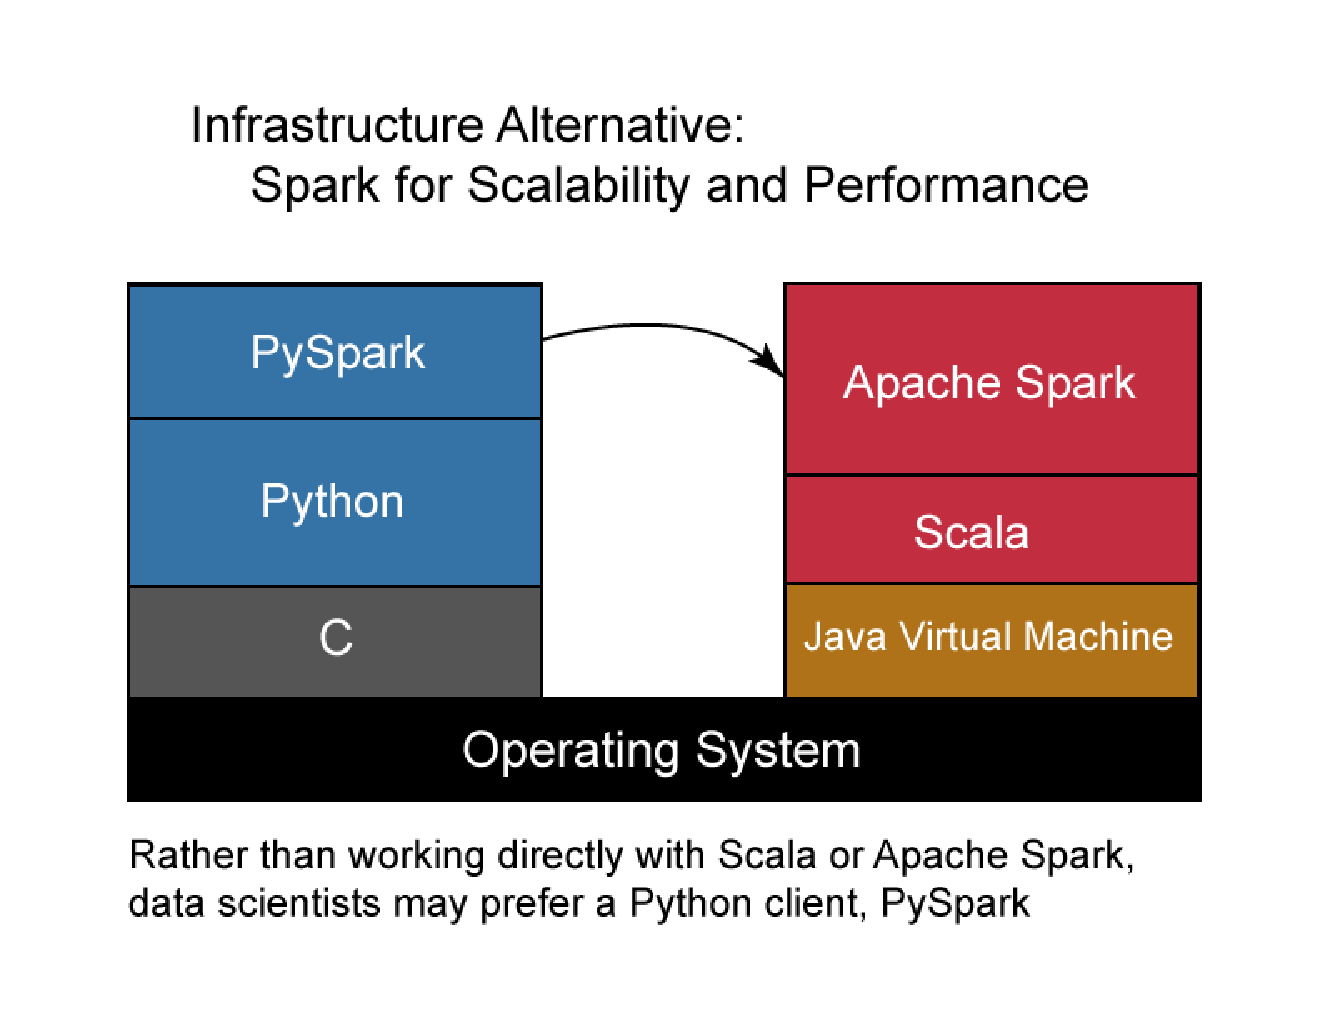 Infrastructure Alternative:
Spark for Scalability and Performance
PySpark
Apache Spark
Python
Scala
C
Java Virtual Machine
Operating System
Rather than working directly with Scala or Apache Spark,
data scientists may prefer a Python client, PySpark